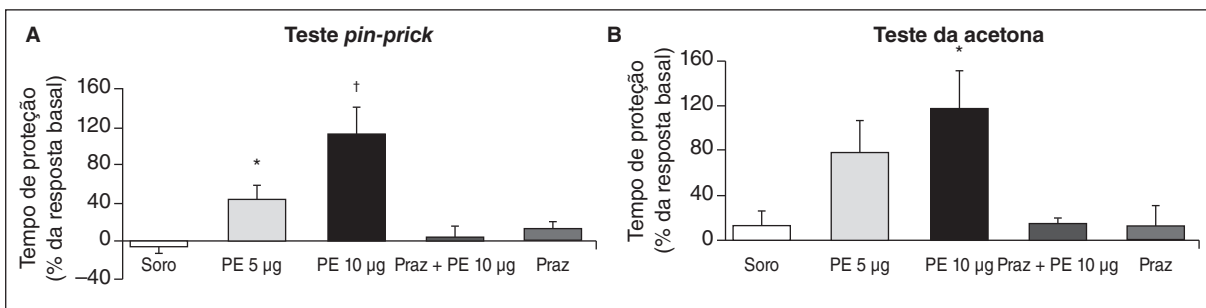 A
Teste pin-prick
Tempo de proteção
(% da resposta basal)
160
120
80
40
0
–40
*
†
Soro
PE 5 µg
PE 10 µg
Praz + PE 10 µg
Praz
B
Teste da acetona
Tempo de proteção
(% da resposta basal)
160
120
80
40
0
*
Soro
PE 5 µg
PE 10 µg
Praz + PE 10 µg
Praz